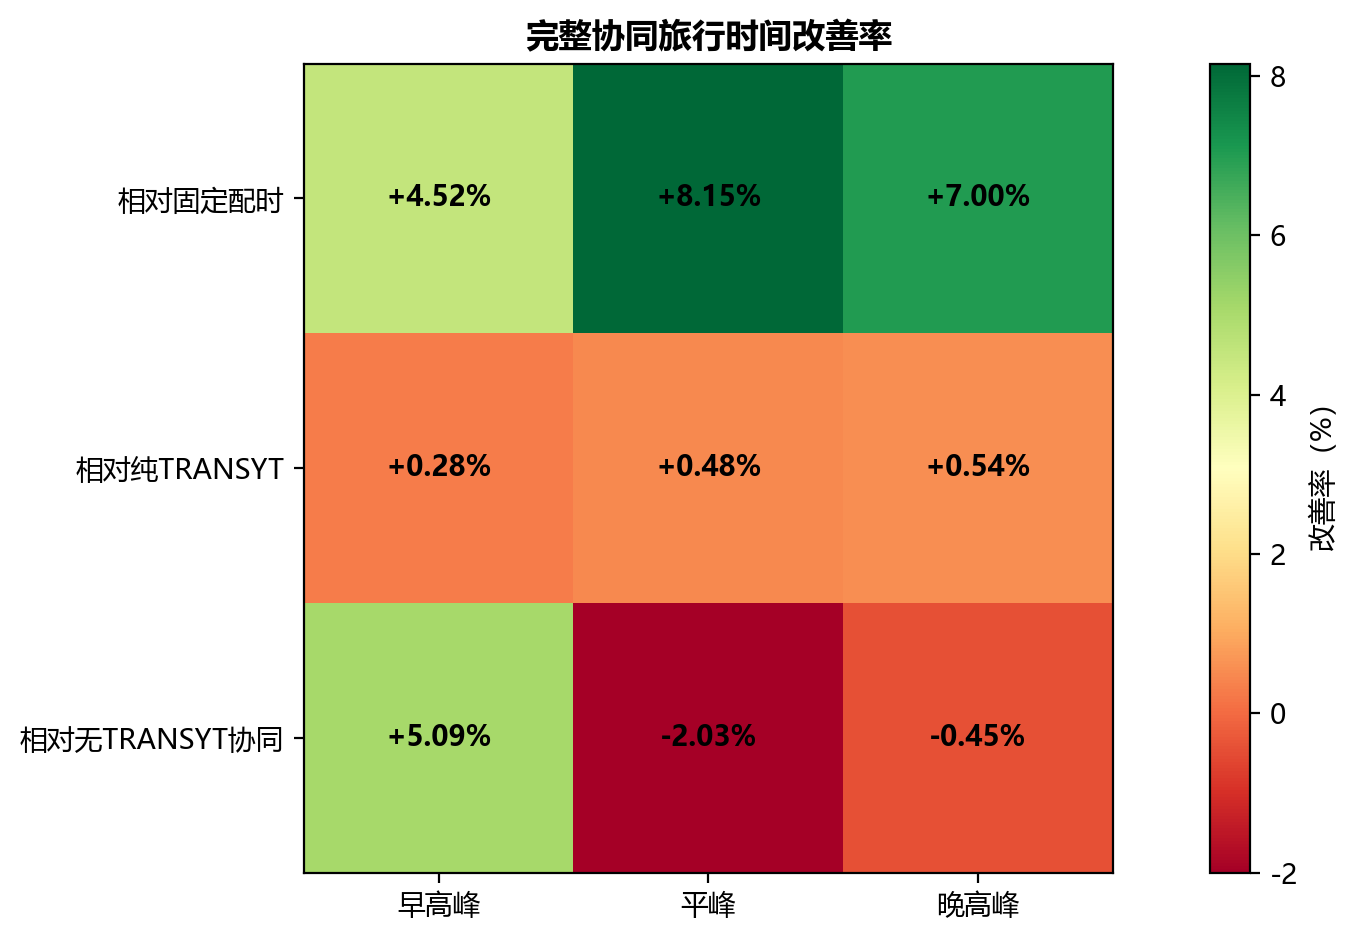 完整协同旅行时间改善率
相对固定配时
+4.52%
+8.15%
+7.00%
相对纯TRANSYT
+0.28%
+0.48%
+0.54%
相对无TRANSYT协同
+5.09%
-2.03%
-0.45%
早高峰
平峰
晚高峰
8
6
4
2
0
-2
改善率（%）